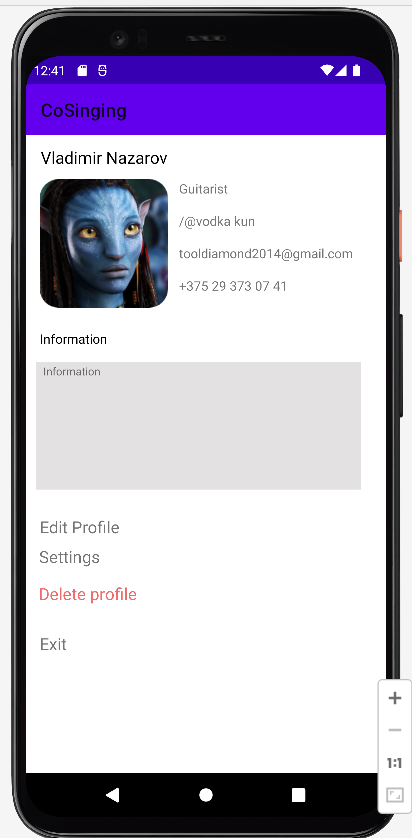 12:41
CoSinging
Vladimir Nazarov
Guitarist
/@vodka kun
tooldiamond2014@gmail.com
+375 29 373 07 41
Information
Information
Edit Profile
Settings
Delete profile
Exit
1:1